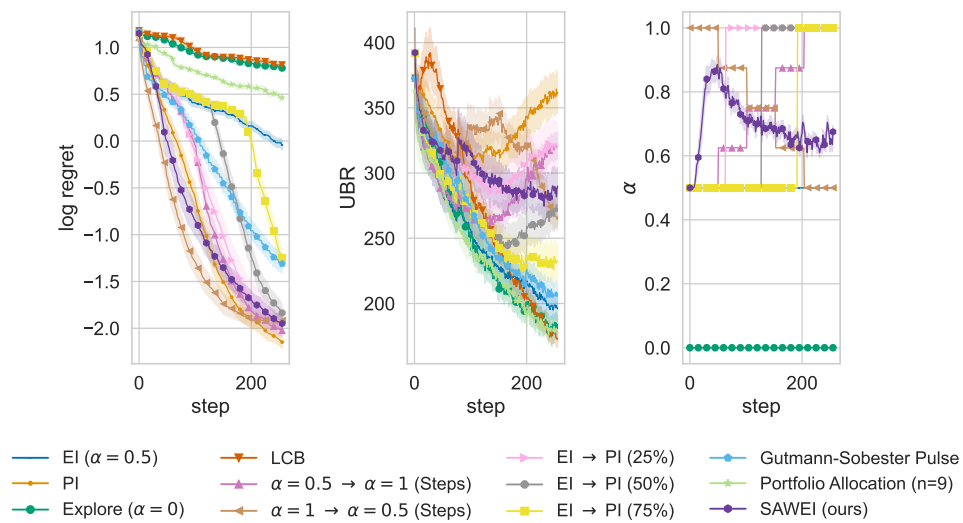 log regret
1.0
0.5
0.0
−0.5
−1.0
−1.5
−2.0
0
200
step
UBR
400
350
300
250
200
0
200
step
α
1.0
0.8
0.6
0.4
0.2
0.0
0
200
step
EI (α = 0.5)
PI
Explore (α = 0)
LCB
α = 0.5 → α = 1 (Steps)
α = 1 → α = 0.5 (Steps)
EI → PI (25%)
EI → PI (50%)
EI → PI (75%)
Gutmann-Sobester Pulse
Portfolio Allocation (n=9)
SAWEI (ours)